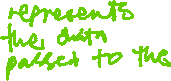 represents
the data
passed to the